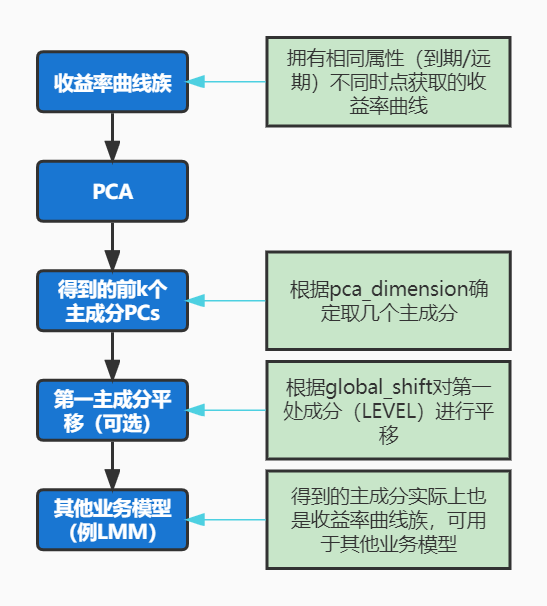 收益率曲线族
拥有相同属性（到期/远
期）不同时点获取的收
益率曲线
PCA
得到的前k个
主成分PCs
根据pca_dimension确
定取几个主成分
第一主成分平
移（可选）
根据global_shift对第一
处成分（LEVEL）进行平
移
其他业务模型
（例LMM）
得到的主成分实际上也
是收益率曲线族，可用
于其他业务模型